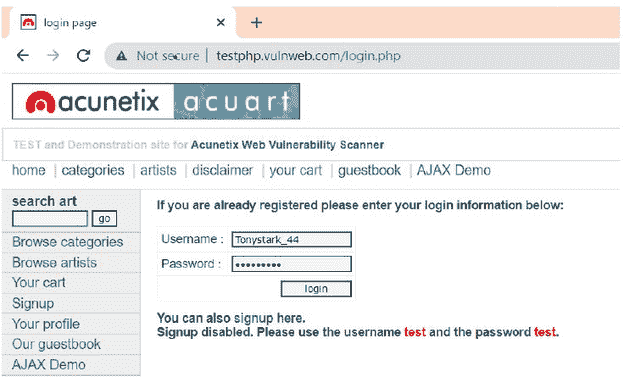 login page
Not secure | testphp.vulnweb.com/login.php
acunetix acuart
TEST and Demonstration site for Acunetix Web Vulnerability Scanner
home | categories | artists | disclaimer | your cart | guestbook | AJAX Demo
search art
go
Browse categories
Browse artists
Your cart
Signup
Your profile
Our guestbook
AJAX Demo
If you are already registered please enter your login information below:
Username : Tonystark_44
Password : •••••••••
login
You can also signup here.
Signup disabled. Please use the username test and the password test.